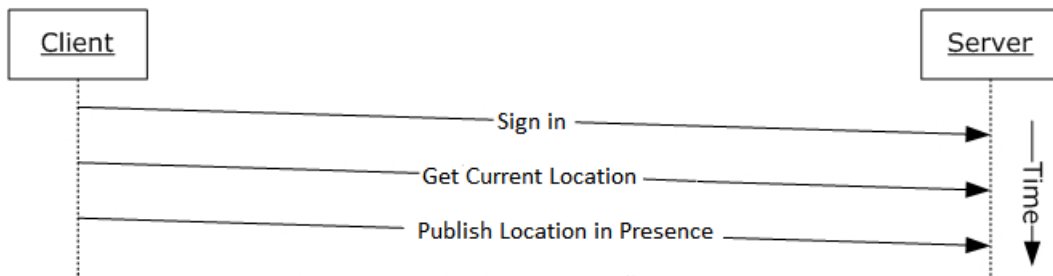 Client
Server
Sign in
Get Current Location
Publish Location in Presence
Time